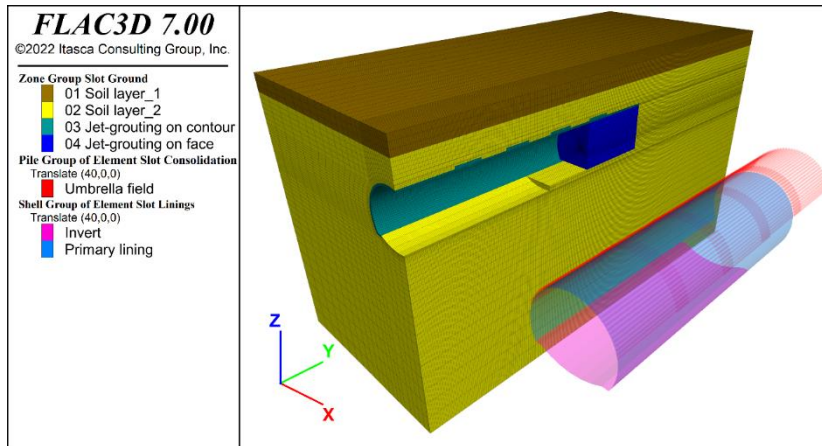 FLAC3D 7.00
©2022 Itasca Consulting Group, Inc.
Zone Group Slot Ground
01 Soil layer_1
02 Soil layer_2
03 Jet-grouting on contour
04 Jet-grouting on face
Pile Group of Element Slot Consolidation
Translate (40,0,0)
Umbrella field
Shell Group of Element Slot Linings
Translate (40,0,0)
Invert
Primary lining
Z
Y
X